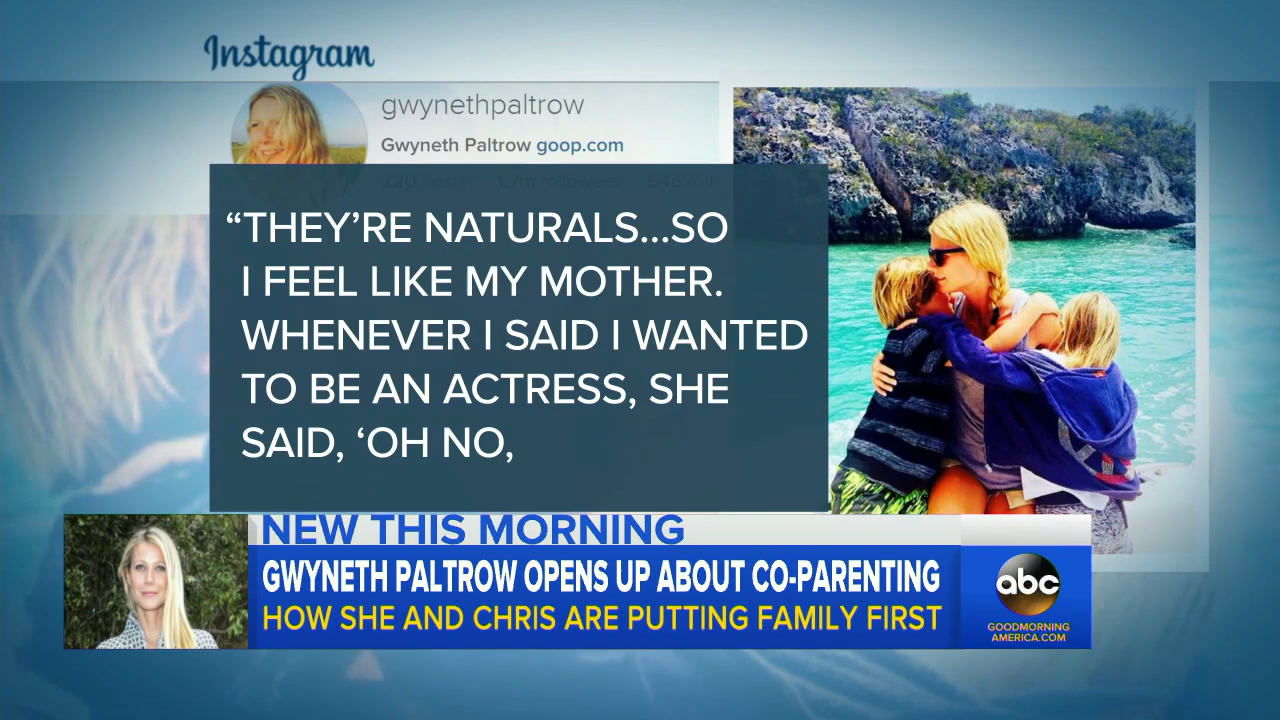 Instagram
gwynethpaltrow
Gwyneth Paltrow goop.com
“THEY’RE NATURALS...SO
I FEEL LIKE MY MOTHER.
WHENEVER I SAID I WANTED
TO BE AN ACTRESS, SHE
SAID, ‘OH NO,
NEW THIS MORNING
GWYNETH PALTROW OPENS UP ABOUT CO-PARENTING
HOW SHE AND CHRIS ARE PUTTING FAMILY FIRST
abc
GOODMORNING
AMERICA.COM